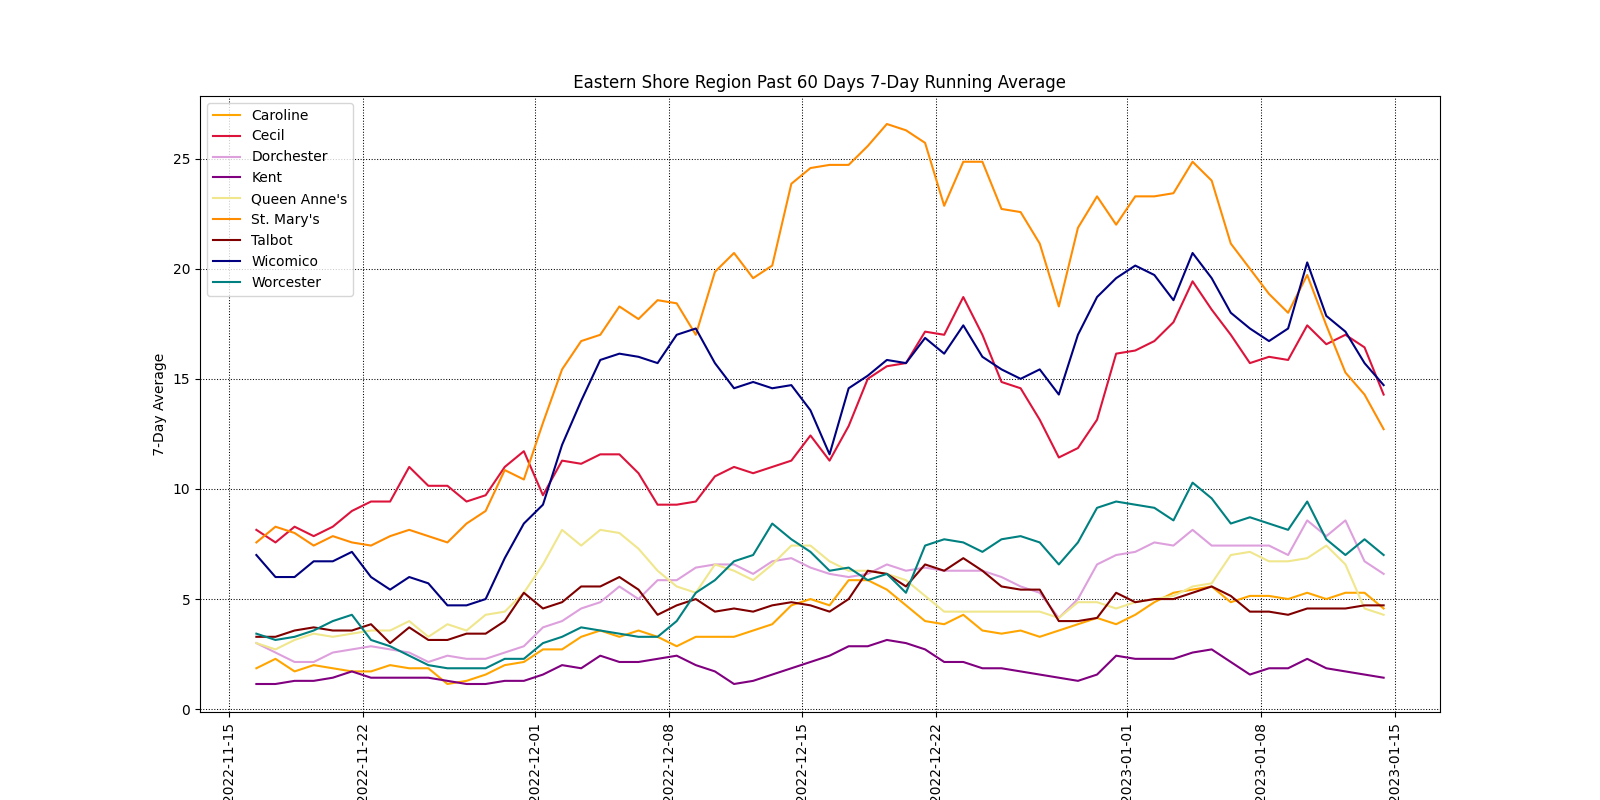 Eastern Shore Region Past 60 Days 7-Day Running Average
Caroline
Cecil
Dorchester
Kent
Queen Anne's
St. Mary's
Talbot
Wicomico
Worcester
7-Day Average
25
20
15
10
5
0
2022-11-15
2022-11-22
2022-12-01
2022-12-08
2022-12-15
2022-12-22
2023-01-01
2023-01-08
2023-01-15